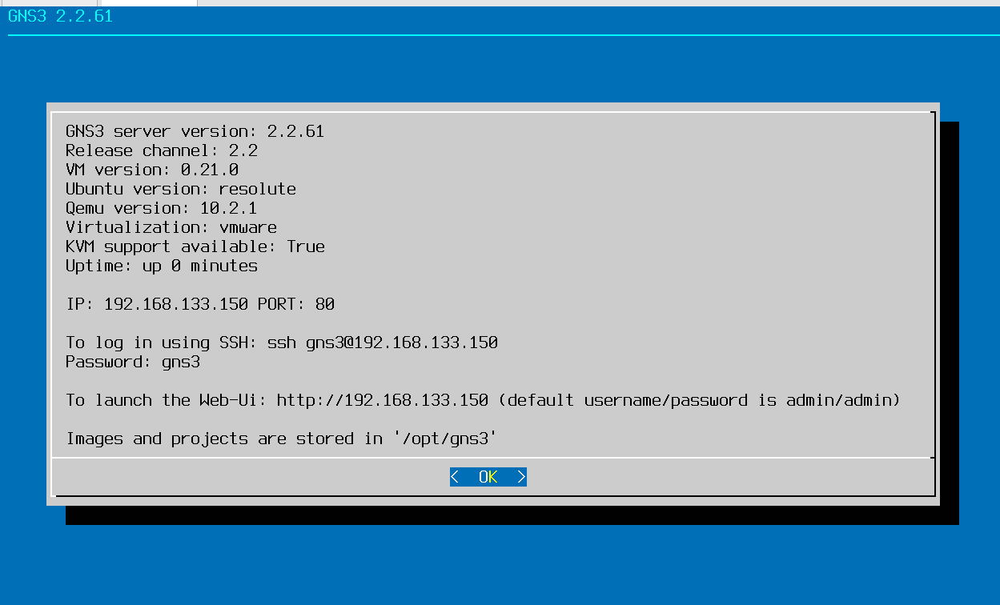 GNS3 2.2.61
GNS3 server version: 2.2.61
Release channel: 2.2
VM version: 0.21.0
Ubuntu version: resolute
Qemu version: 10.2.1
Virtualization: vmware
KVM support available: True
Uptime: up 0 minutes
IP: 192.168.133.150 PORT: 80
To log in using SSH: ssh gns3@192.168.133.150
Password: gns3
To launch the Web-Ui: http://192.168.133.150 (default username/password is admin/admin)
Images and projects are stored in '/opt/gns3'
< OK >